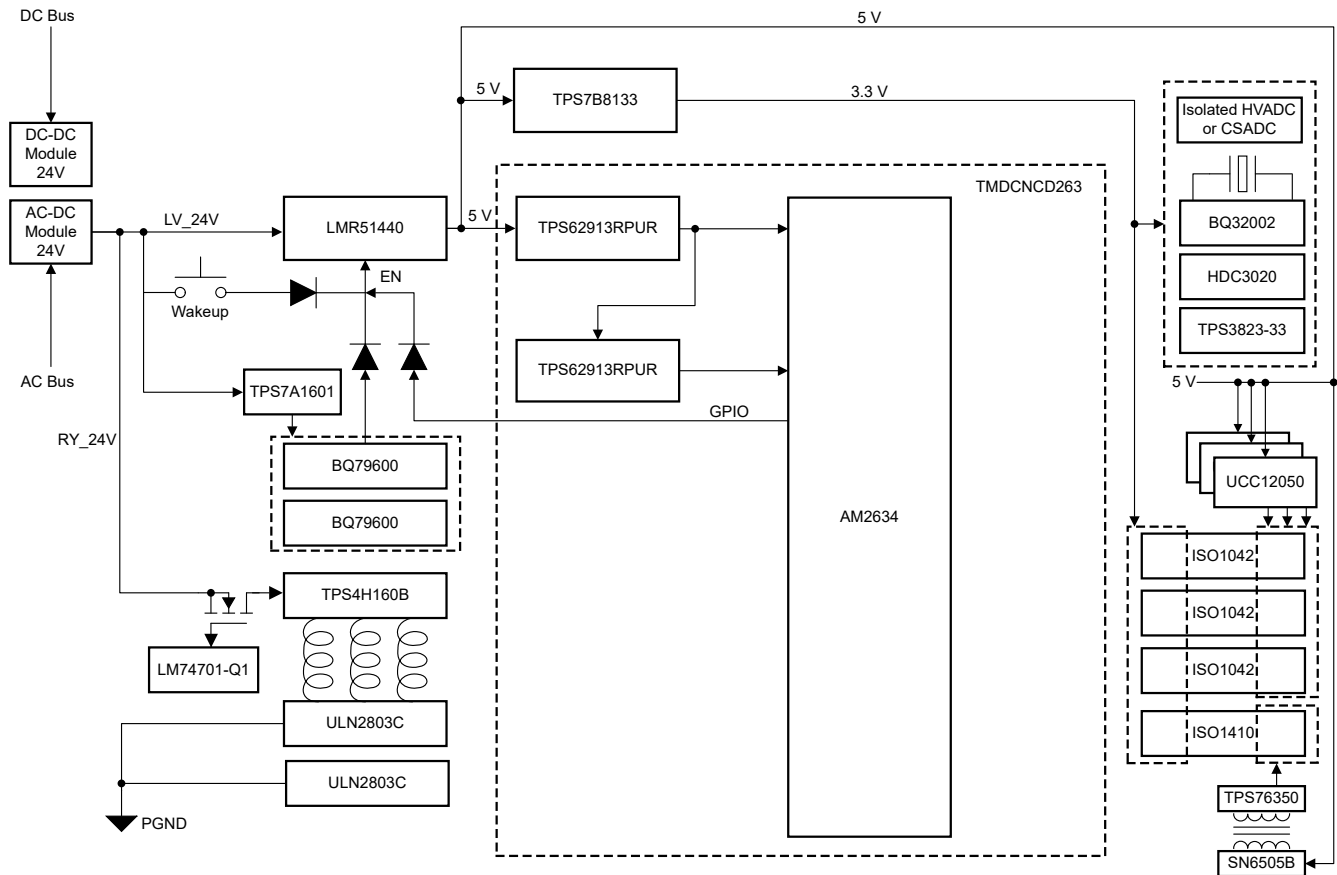 DC Bus
5 V
5 V
TPS7B8133
3.3 V
Isolated HVADC
or CSADC
DC-DC
Module
24V
TMDCNCD263
AC-DC
Module
24V
LV_24V
LMR51440
5 V
TPS62913RPUR
BQ32002
EN
HDC3020
Wakeup
TPS3823-33
TPS62913RPUR
AC Bus
TPS7A1601
5 V
GPIO
RY_24V
BQ79600
UCC12050
BQ79600
AM2634
ISO1042
TPS4H160B
ISO1042
LM74701-Q1
ISO1042
ULN2803C
ISO1410
ULN2803C
TPS76350
PGND
SN6505B